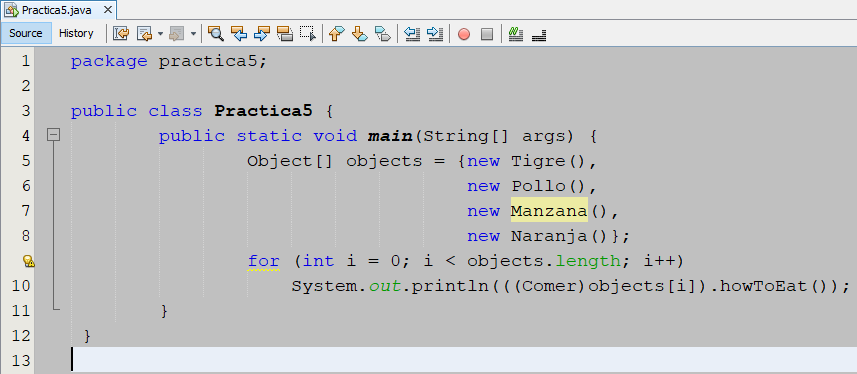 Practica5.java
Source History
1 package practica5;
2
3 public class Practica5 {
4 public static void main(String[] args) {
5 Object[] objects = {new Tigre(),
6 new Pollo(),
7 new Manzana(),
8 new Naranja()};
for (int i = 0; i < objects.length; i++)
10 System.out.println(((Comer)objects[i]).howToEat());
11 }
12 }
13